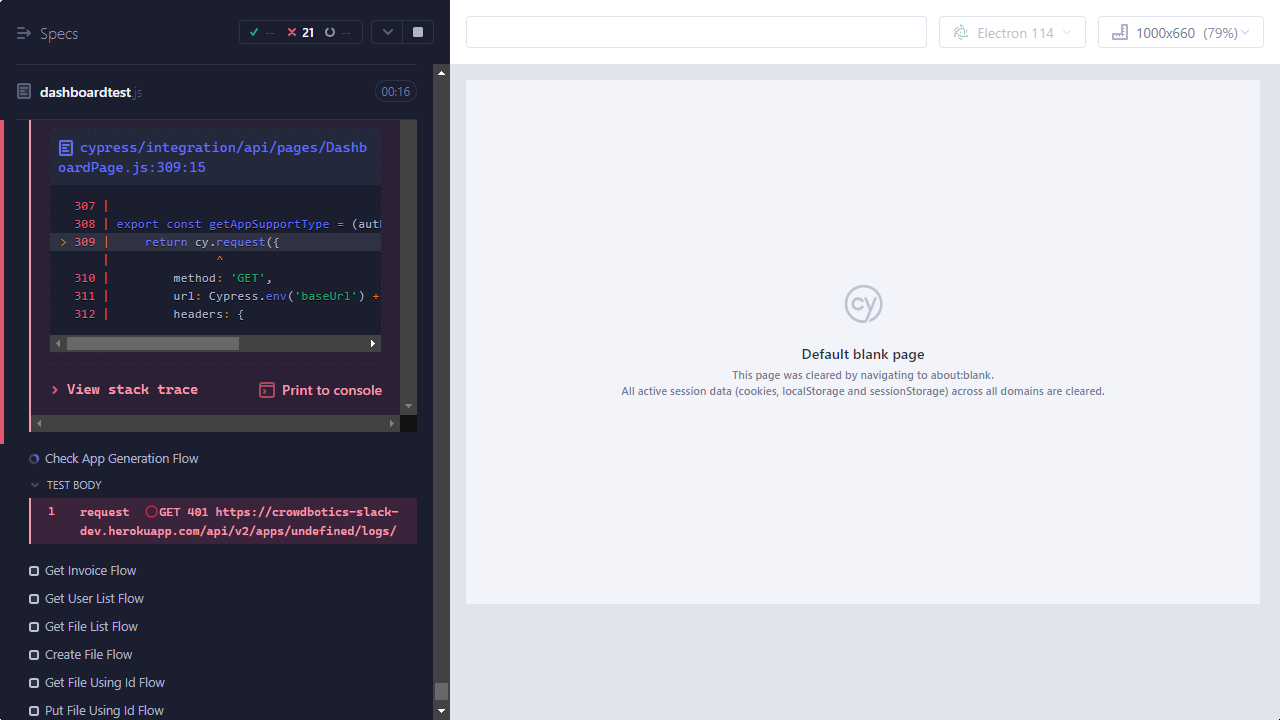 Specs
--
21
--
Electron 114
1000x660 (79%)
dashboardtest.js
00:16
cypress/integration/api/pages/Dashb
oardPage.js:309:15
307 |
308 | export const getAppSupportType = (auth
> 309 |     return cy.request({
|               ^
310 |         method: 'GET',
311 |         url: Cypress.env('baseUrl') +
312 |         headers: {
View stack trace
Print to console
cy
Default blank page
This page was cleared by navigating to about:blank.
All active session data (cookies, localStorage and sessionStorage) across all domains are cleared.
Check App Generation Flow
TEST BODY
1 request GET 401 https://crowdbotics-slack-
dev.herokuapp.com/api/v2/apps/undefined/logs/
Get Invoice Flow
Get User List Flow
Get File List Flow
Create File Flow
Get File Using Id Flow
Put File Using Id Flow